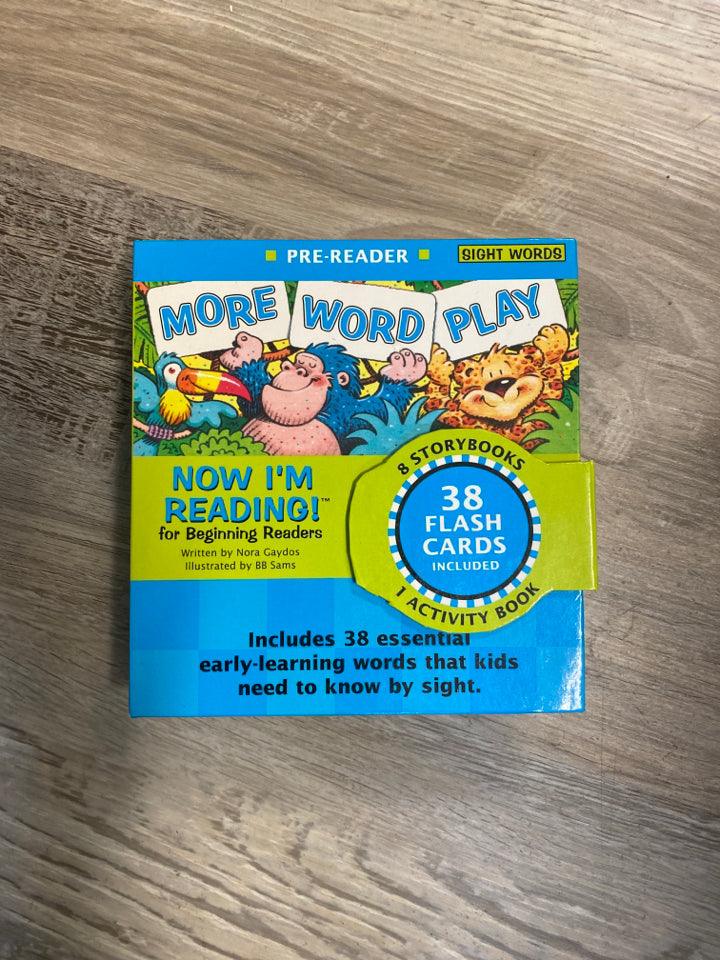 PRE-READER
SIGHT WORDS
MORE WORD PLAY
NOW I'M
READING!™
for Beginning Readers
Written by Nora Gaydos
Illustrated by BB Sams
8 STORYBOOKS
38
FLASH
CARDS
INCLUDED
1 ACTIVITY BOOK
Includes 38 essential
early-learning words that kids
need to know by sight.